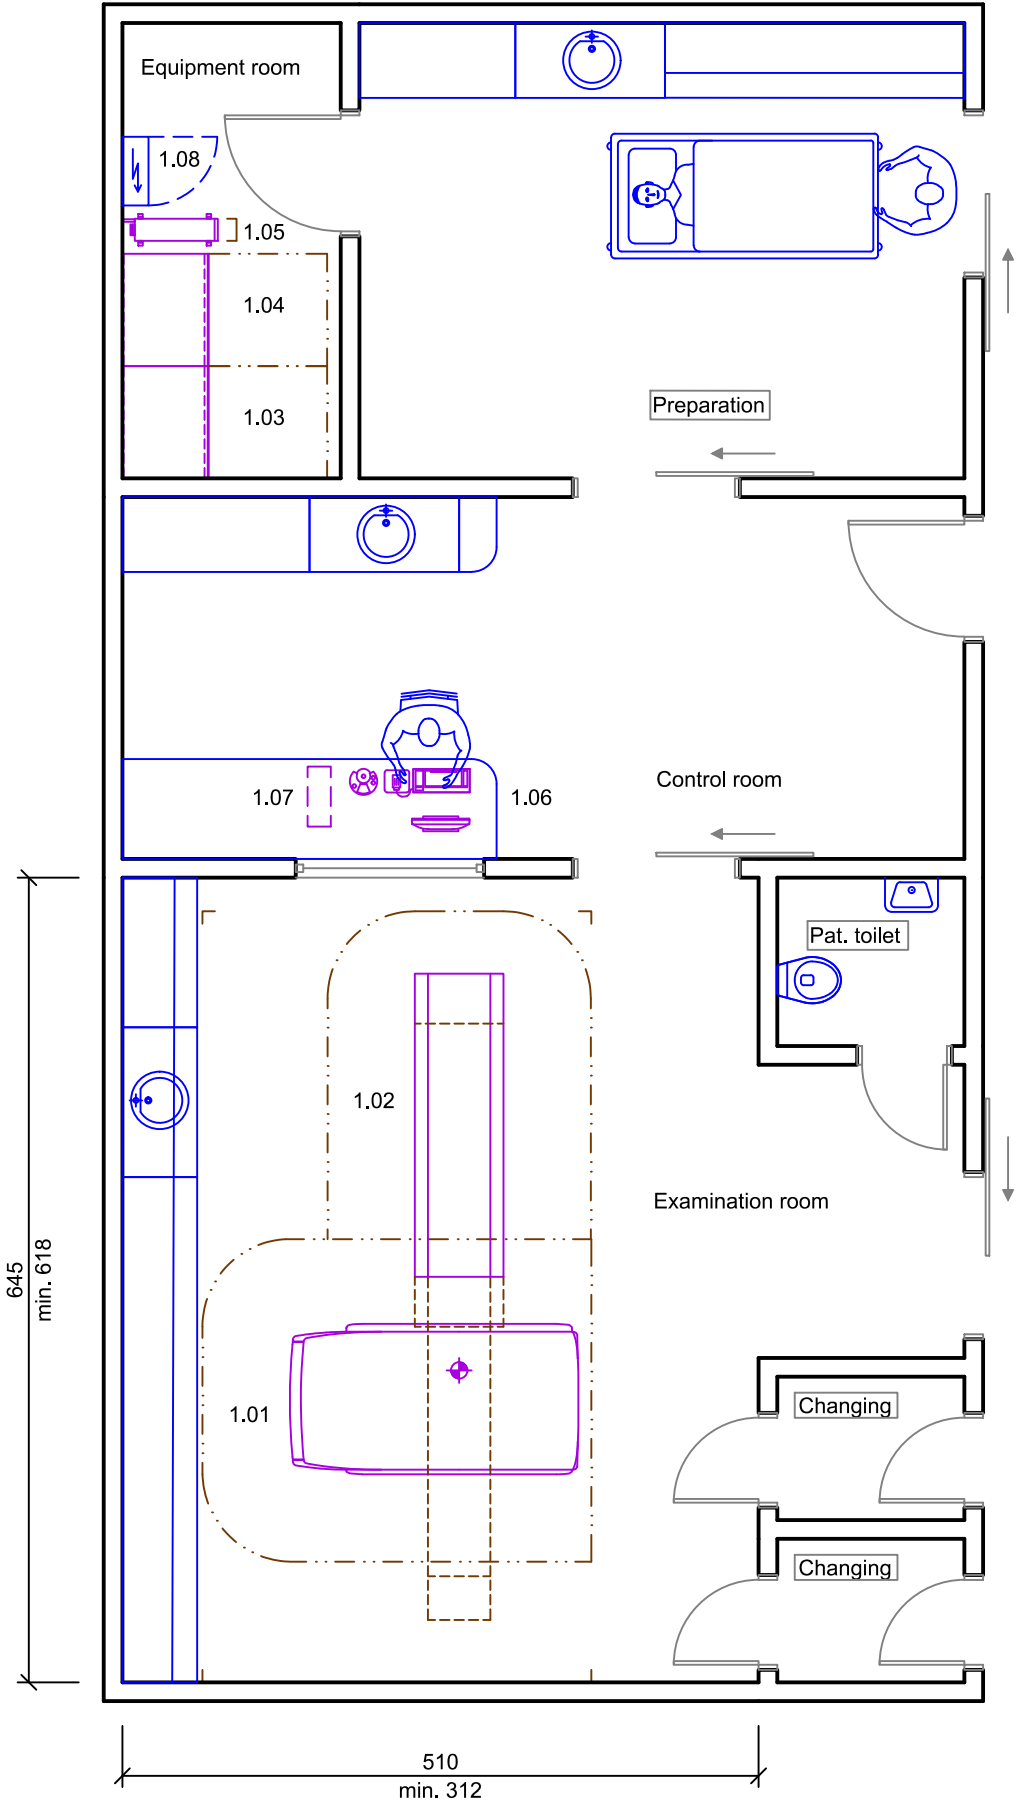 Equipment room
1.08
1.05
1.04
1.03
Preparation
Control room
1.07
1.06
Pat. toilet
1.02
Examination room
645
min. 618
1.01
Changing
Changing
510
min. 312